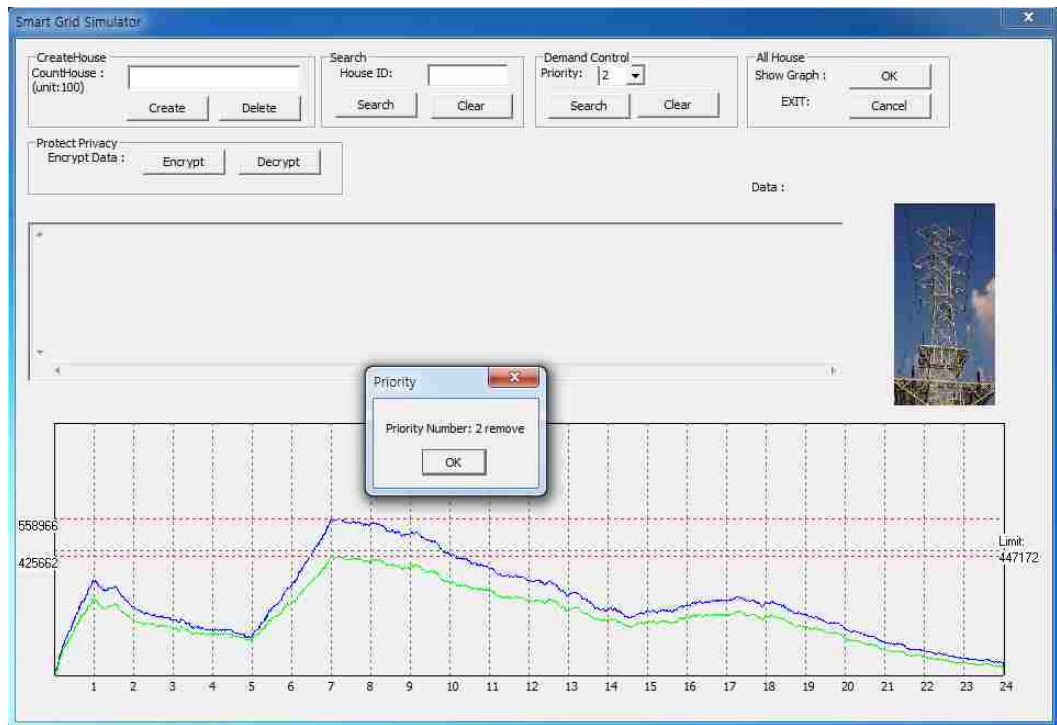 Smart Grid Simulator
CreateHouse
CountHouse :
(unit:100)
Create
Delete
Search
House ID:
Search
Clear
Demand Control
Priority:
2
Search
Clear
All House
Show Graph :
OK
EXIT:
Cancel
Protect Privacy
Encrypt Data :
Encrypt
Decrypt
Data :
Priority
Priority Number: 2 remove
OK
558966
425662
Limit:
447172
1 2 3 4 5 6 7 8 9 10 11 12 13 14 15 16 17 18 19 20 21 22 23 24